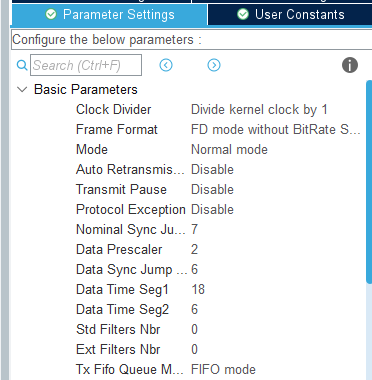 Parameter Settings
User Constants
Configure the below parameters :
Search (Ctrl+F)
Basic Parameters
Clock Divider Divide kernel clock by 1
Frame Format FD mode without BitRate S...
Mode Normal mode
Auto Retransmis... Disable
Transmit Pause Disable
Protocol Exception Disable
Nominal Sync Ju... 7
Data Prescaler 2
Data Sync Jump ... 6
Data Time Seg1 18
Data Time Seg2 6
Std Filters Nbr 0
Ext Filters Nbr 0
Tx Fifo Queue M... FIFO mode